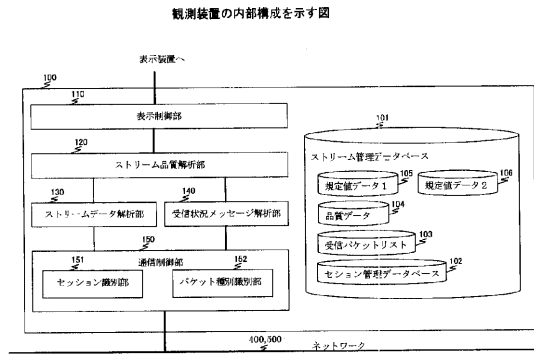 観測装置の内部構成を示す図
表示装置へ
100
110
表示制御部
120
ストリーム品質解析部
130
ストリームデータ解析部
140
受信状況メッセージ解析部
150
通信制御部
151
セッション識別部
152
パケット種別識別部
101
ストリーム管理データベース
105
規定値データ1
106
規定値データ2
104
品質データ
103
受信パケットリスト
102
セション管理データベース
400,500
ネットワーク